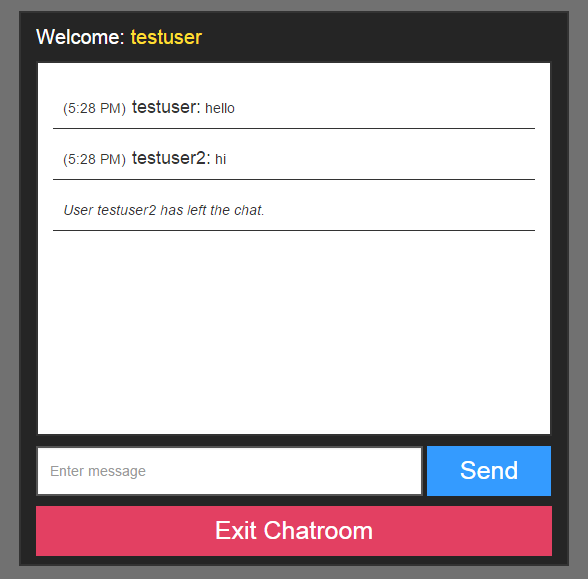 Welcome: testuser
(5:28 PM) testuser: hello
(5:28 PM) testuser2: hi
User testuser2 has left the chat.
Enter message
Send
Exit Chatroom